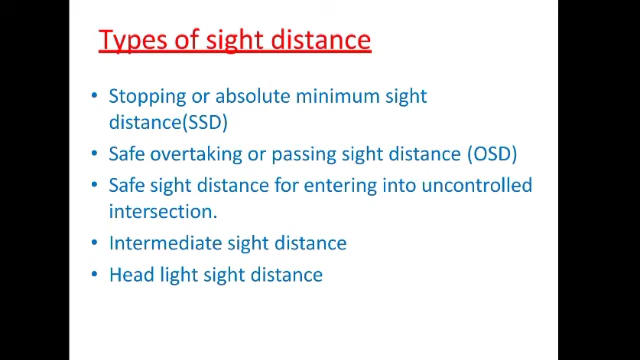 Types of sight distance
• Stopping or absolute minimum sight
distance(SSD)
• Safe overtaking or passing sight distance (OSD)
• Safe sight distance for entering into uncontrolled
intersection.
• Intermediate sight distance
• Head light sight distance